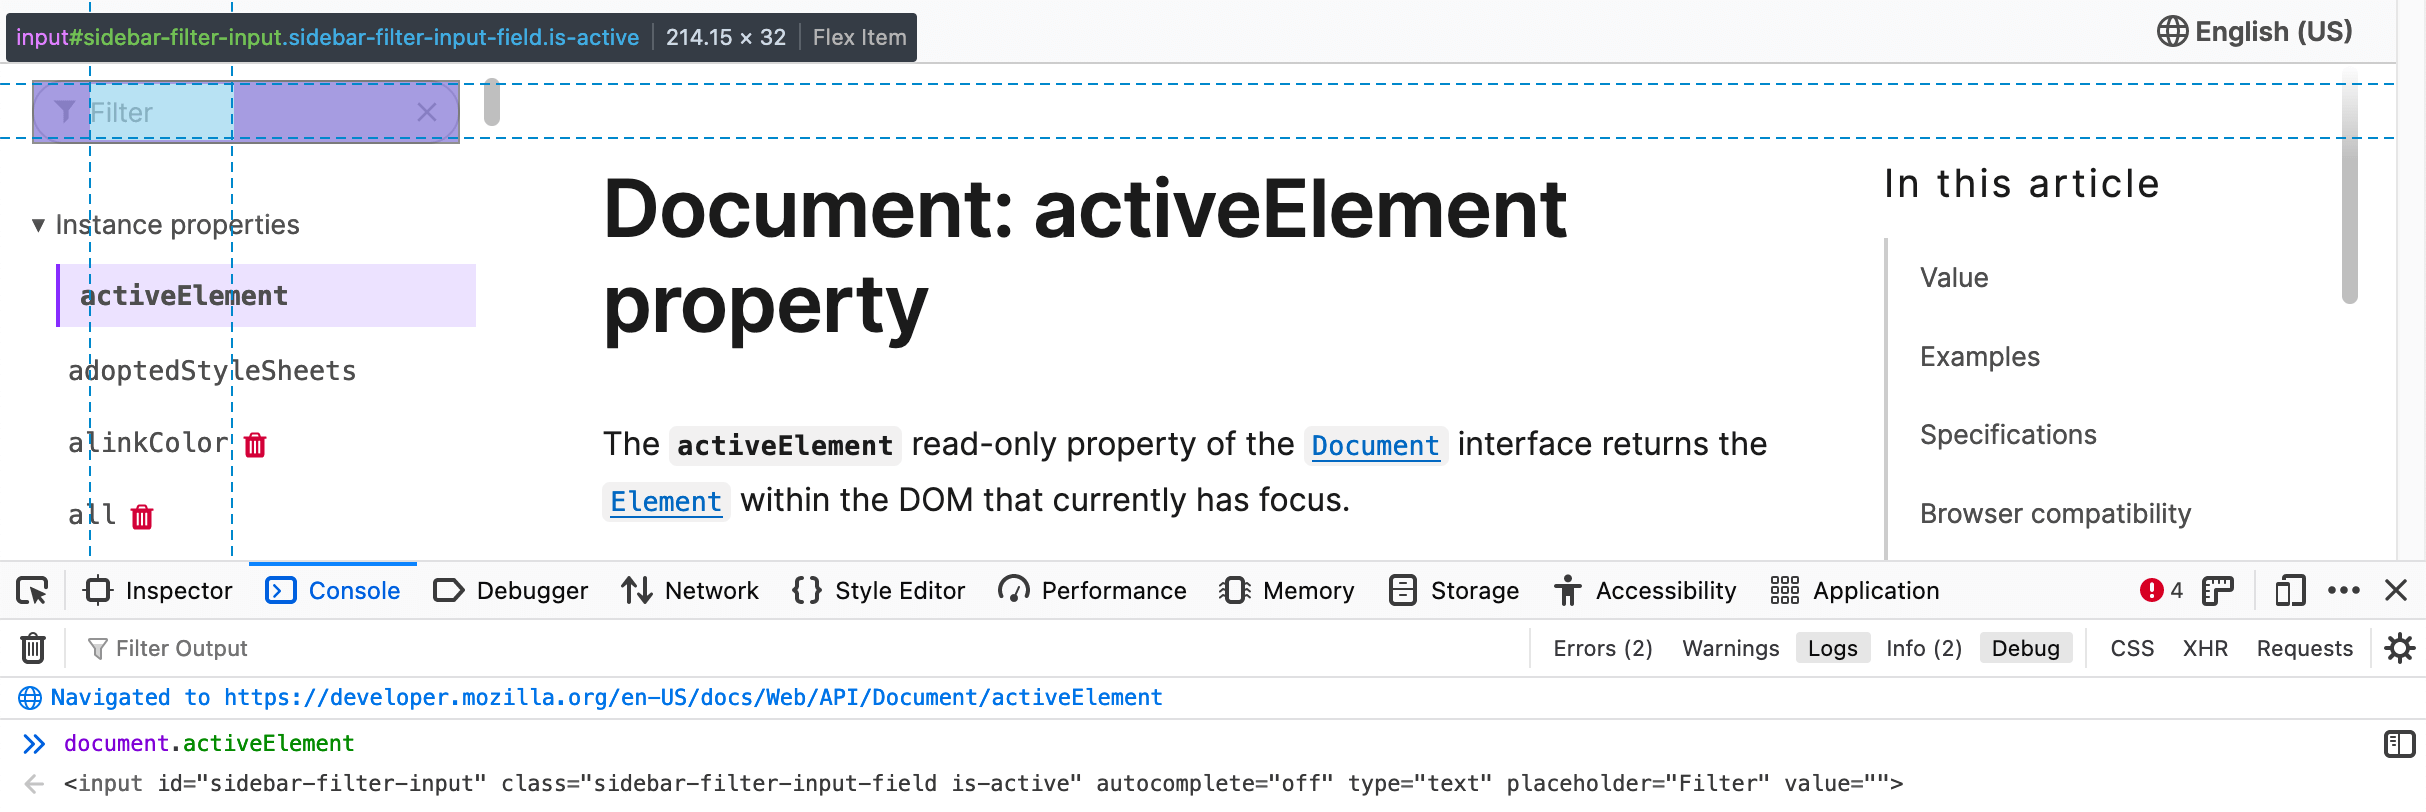 input#sidebar-filter-input.sidebar-filter-input-field.is-active 214.15 × 32 Flex Item
English (US)
Filter
Instance properties
activeElement
adoptedStyleSheets
alinkColor
all
Document: activeElement
property
The activeElement read-only property of the Document interface returns the
Element within the DOM that currently has focus.
In this article
Value
Examples
Specifications
Browser compatibility
Inspector Console Debugger Network Style Editor Performance Memory Storage Accessibility Application 4
Filter Output Errors (2) Warnings Logs Info (2) Debug CSS XHR Requests
Navigated to https://developer.mozilla.org/en-US/docs/Web/API/Document/activeElement
document.activeElement
<input id="sidebar-filter-input" class="sidebar-filter-input-field is-active" autocomplete="off" type="text" placeholder="Filter" value="">